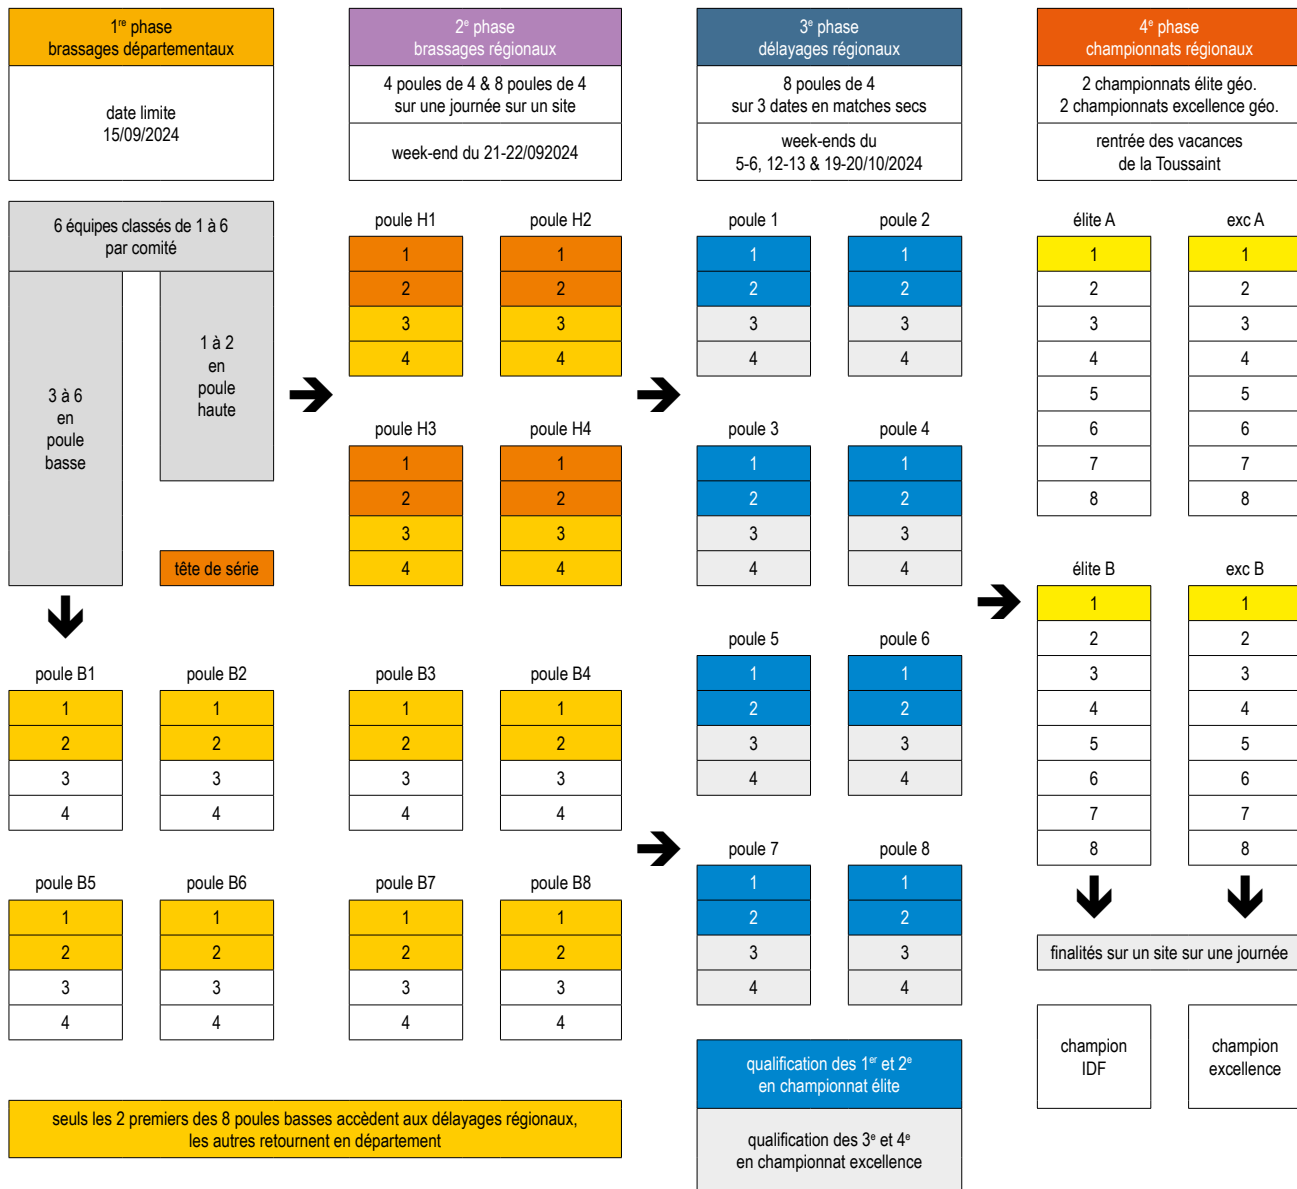 1re phase
brassages départementaux
date limite
15/09/2024
2e phase
brassages régionaux
4 poules de 4 & 8 poules de 4
sur une journée sur un site
week-end du 21-22/092024
3e phase
délayages régionaux
8 poules de 4
sur 3 dates en matches secs
week-ends du
5-6, 12-13 & 19-20/10/2024
4e phase
championnats régionaux
2 championnats élite géo.
2 championnats excellence géo.
rentrée des vacances
de la Toussaint
6 équipes classés de 1 à 6
par comité
3 à 6
en
poule
basse
1 à 2
en
poule
haute
tête de série
poule H1
1
2
3
4
poule H2
1
2
3
4
poule H3
1
2
3
4
poule H4
1
2
3
4
poule B1
1
2
3
4
poule B2
1
2
3
4
poule B3
1
2
3
4
poule B4
1
2
3
4
poule B5
1
2
3
4
poule B6
1
2
3
4
poule B7
1
2
3
4
poule B8
1
2
3
4
seuls les 2 premiers des 8 poules basses accèdent aux délayages régionaux,
les autres retournent en département
poule 1
1
2
3
4
poule 2
1
2
3
4
poule 3
1
2
3
4
poule 4
1
2
3
4
poule 5
1
2
3
4
poule 6
1
2
3
4
poule 7
1
2
3
4
poule 8
1
2
3
4
qualification des 1er et 2e
en championnat élite
qualification des 3e et 4e
en championnat excellence
élite A
1
2
3
4
5
6
7
8
exc A
1
2
3
4
5
6
7
8
élite B
1
2
3
4
5
6
7
8
exc B
1
2
3
4
5
6
7
8
finalités sur un site sur une journée
champion
IDF
champion
excellence